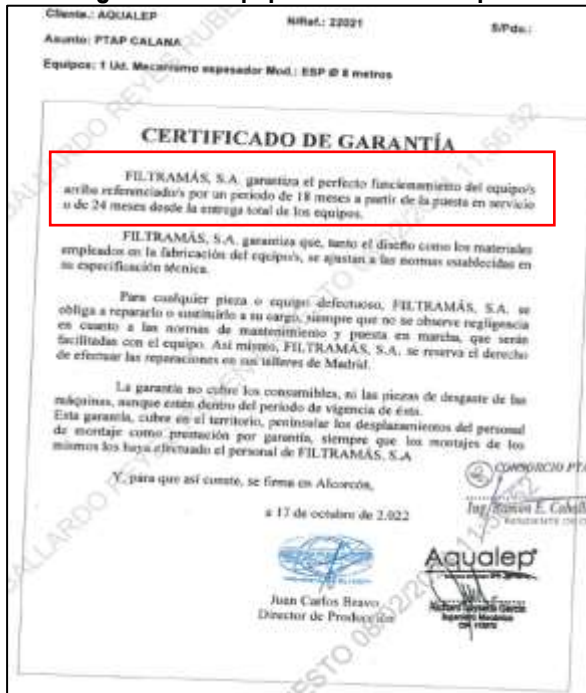 Cliente.: AQUALEP
N/Ref.: 22021
S/Pdo.:
Asunto: PTAP CALANA
Equipos: 1 Ud. Mecanismo espesador Mod.: ESP Ø 8 metros
CERTIFICADO DE GARANTÍA
FILTRAMÁS, S.A. garantiza el perfecto funcionamiento del equipo/s
arriba referenciado/s por un periodo de 18 meses a partir de la puesta en servicio
o de 24 meses desde la entrega total de los equipos.
FILTRAMÁS, S.A. garantiza que, tanto el diseño como los materiales
empleados en la fabricación del equipo/s, se ajustan a las normas establecidas en
su especificación técnica.
Para cualquier pieza o equipo defectuoso, FILTRAMÁS, S.A. se
obliga a repararlo o sustituirlo a su cargo, siempre que no se observe negligencia
en cuanto a las normas de mantenimiento y puesta en marcha, que serán
facilitadas con el equipo. Así mismo, FILTRAMÁS, S.A. se reserva el derecho
de efectuar las reparaciones en sus talleres de Madrid.
La garantía no cubre los consumibles, ni las piezas de desgaste de las
máquinas, aunque estén dentro del periodo de vigencia de ésta.
Esta garantía, cubre en el territorio, peninsular los desplazamientos del personal
de montaje como prestación por garantía, siempre que los montajes de los
mismos los haya efectuado el personal de FILTRAMÁS, S.A
Y, para que así conste, se firma en Alcorcón,
CONSORCIO PTA
a 17 de octubre de 2.022
Aqualep
Juan Carlos Bravo
Director de Producción